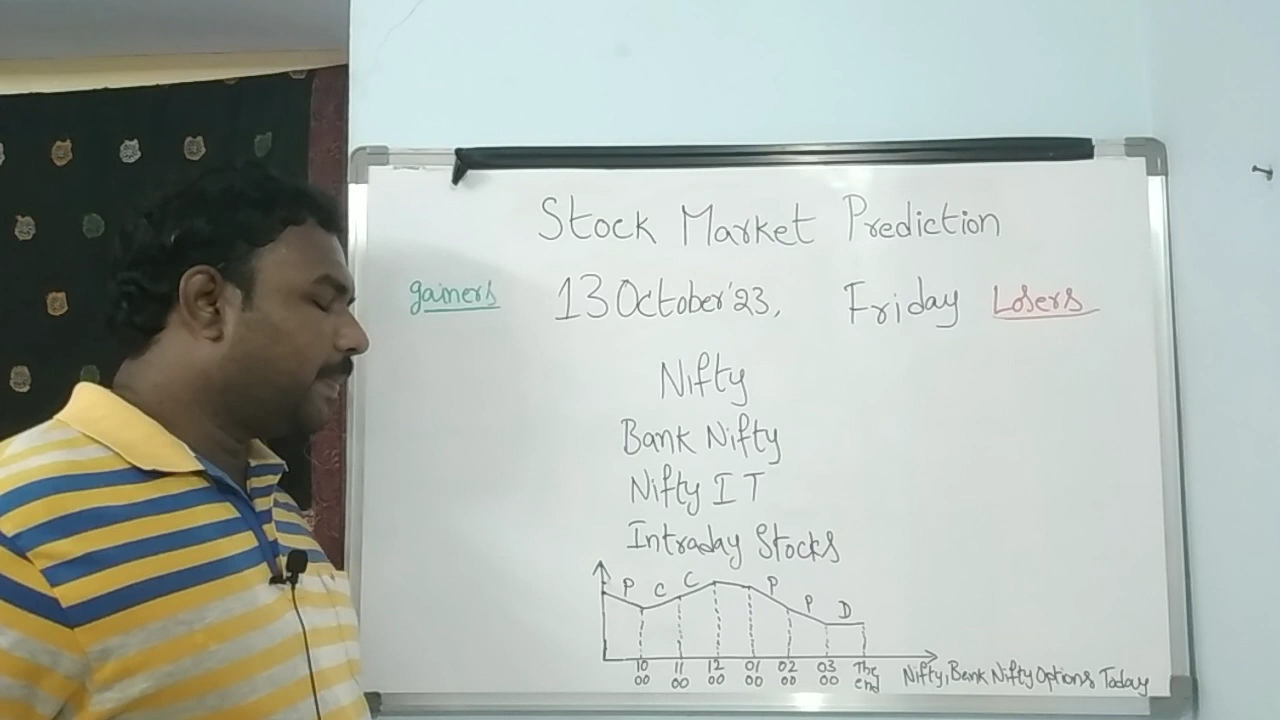 Stock Market Prediction
gainers 13 October'23, Friday Losers
Nifty
Bank Nifty
Nifty IT
Intraday Stocks
P C C P P D
10 00 11 00 12 00 01 00 02 00 03 00 The end
Nifty, Bank Nifty Options Today